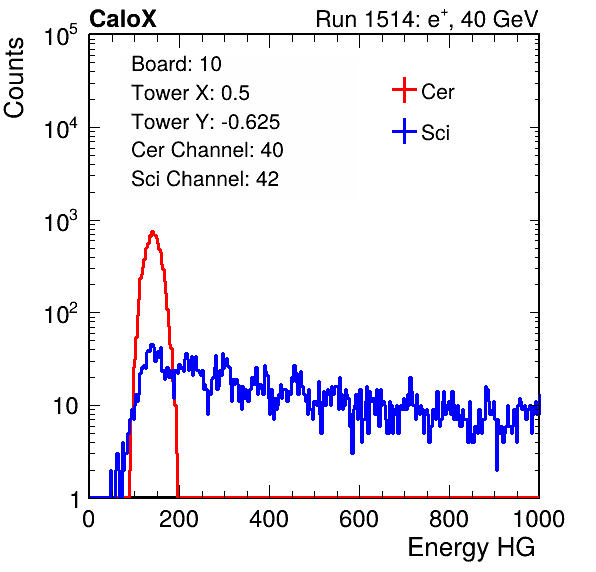 CaloX
Run 1514: e+, 40 GeV
Counts
Board: 10
Tower X: 0.5
Tower Y: -0.625
Cer Channel: 40
Sci Channel: 42
Cer
Sci
10^5
10^4
10^3
10^2
10
1
0 200 400 600 800 1000
Energy HG